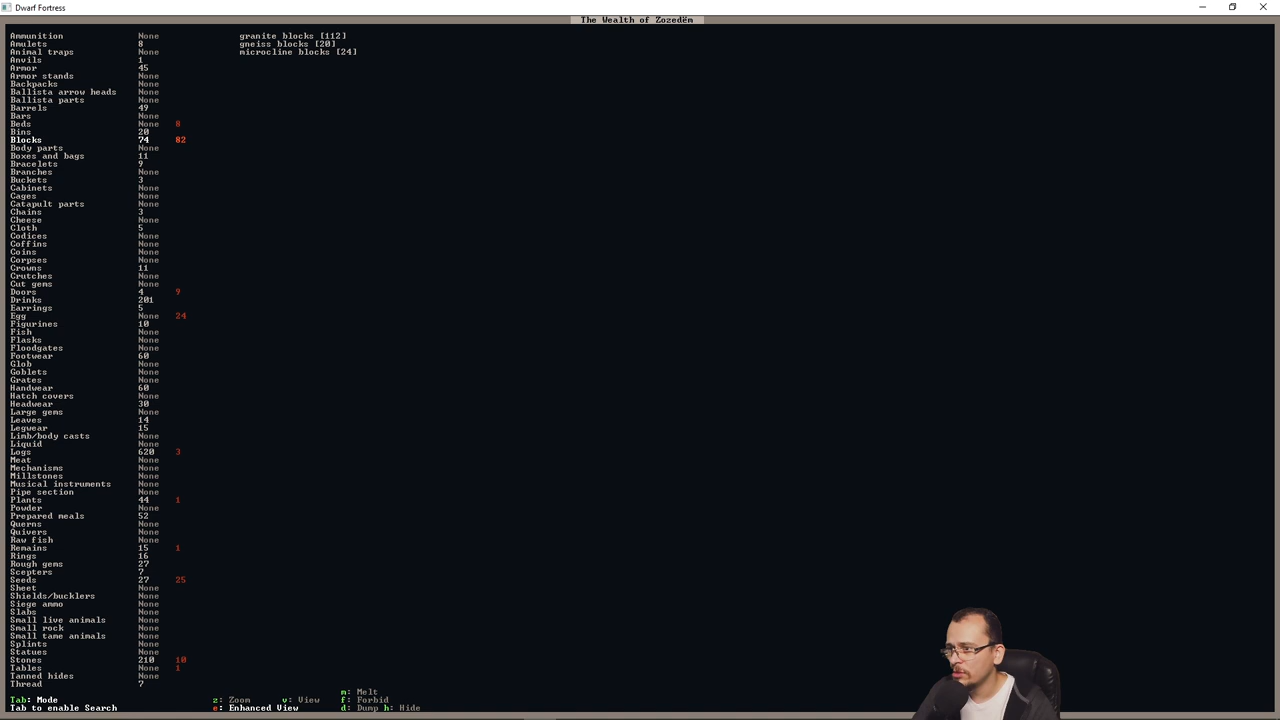 Dwarf Fortress
The Wealth of Zozedëm
Ammunition None granite blocks [112]
Amulets 8 gneiss blocks [20]
Animal traps None microcline blocks [24]
Anvils 1
Armor 45
Armor stands None
Backpacks None
Ballista arrow heads None
Ballista parts None
Barrels 49
Bars None
Beds None 8
Bins 20
Blocks 74 82
Body parts None
Boxes and bags 11
Bracelets 9
Branches None
Buckets 3
Cabinets None
Cages None
Catapult parts None
Chains 3
Cheese None
Cloth 5
Codices None
Coffins None
Coins None
Corpses None
Crowns 11
Crutches None
Cut gems None
Doors 4 9
Drinks 201
Earrings 5
Egg None 24
Figurines 10
Fish None
Flasks None
Floodgates None
Footwear 60
Glob None
Goblets None
Grates None
Handwear 60
Hatch covers None
Headwear 30
Large gems None
Leaves 14
Legwear 15
Limb/body casts None
Liquid None
Logs 620 3
Meat None
Mechanisms None
Millstones None
Musical instruments None
Pipe section None
Plants 44 1
Powder None
Prepared meals 52
Querns None
Quivers None
Raw fish None
Remains 15 1
Rings 16
Rough gems 27
Scepters 7
Seeds 27 25
Sheet None
Shields/bucklers None
Siege ammo None
Slabs None
Small live animals None
Small rock None
Small tame animals None
Splints None
Statues None
Stones 210 10
Tables None 1
Tanned hides None
Thread 7
m: Melt
Tab: Mode z: Zoom v: View f: Forbid
Tab to enable Search e: Enhanced View d: Dump h: Hide